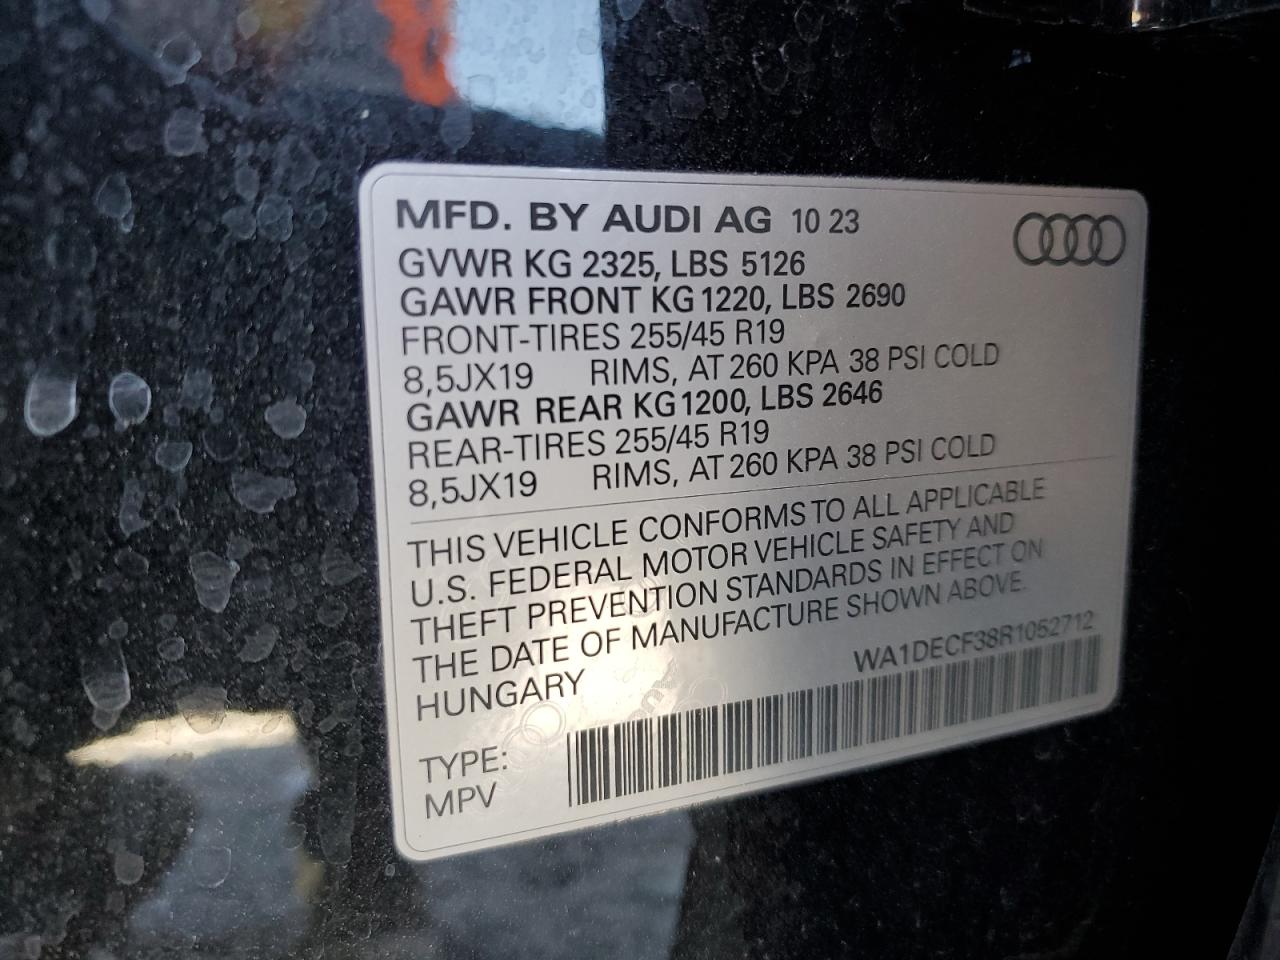 MFD. BY AUDI AG 10 23
GVWR KG 2325, LBS 5126
GAWR FRONT KG 1220, LBS 2690
FRONT-TIRES 255/45 R19
8,5JX19 RIMS, AT 260 KPA 38 PSI COLD
GAWR REAR KG 1200, LBS 2646
REAR-TIRES 255/45 R19
8,5JX19 RIMS, AT 260 KPA 38 PSI COLD
THIS VEHICLE CONFORMS TO ALL APPLICABLE
U.S. FEDERAL MOTOR VEHICLE SAFETY AND
THEFT PREVENTION STANDARDS IN EFFECT ON
THE DATE OF MANUFACTURE SHOWN ABOVE.
HUNGARY
WA1DECF38R1052712
TYPE:
MPV